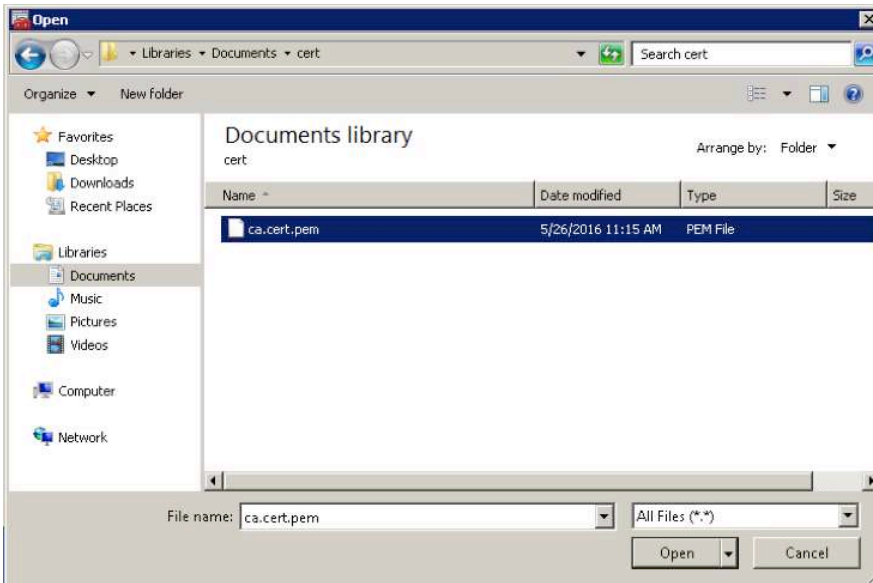 Open
Libraries Documents cert
Search cert
Organize New folder
Favorites
Desktop
Downloads
Recent Places
Libraries
Documents
Music
Pictures
Videos
Computer
Network
Documents library
cert
Arrange by: Folder
Name Date modified Type Size
ca.cert.pem 5/26/2016 11:15 AM PEM File
File name: ca.cert.pem All Files (*.*)
Open Cancel